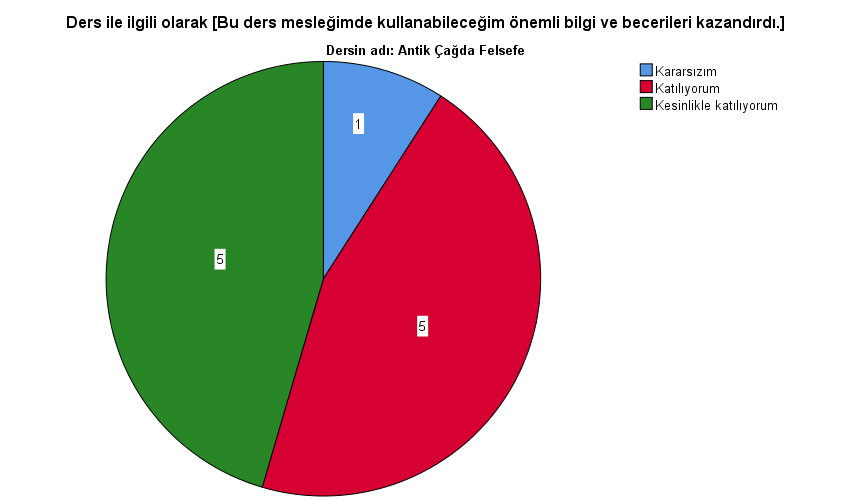 Ders ile ilgili olarak [Bu ders mesleğimde kullanabileceğim önemli bilgi ve becerileri kazandırdı.]
Dersin adı: Antik Çağda Felsefe
Kararsızım
Katılıyorum
Kesinlikle katılıyorum
1
5
5